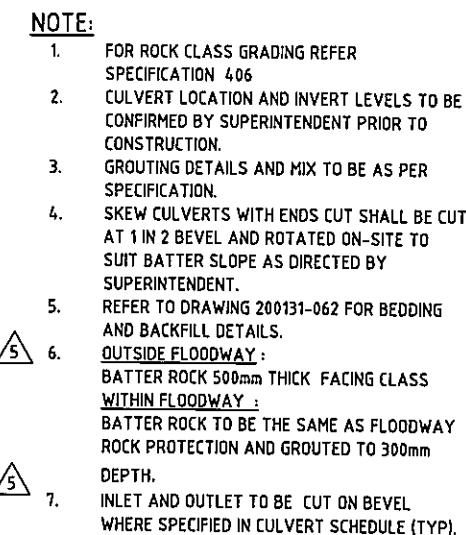 NOTE:
1. FOR ROCK CLASS GRADING REFER
SPECIFICATION 406
2. CULVERT LOCATION AND INVERT LEVELS TO BE
CONFIRMED BY SUPERINTENDENT PRIOR TO
CONSTRUCTION.
3. GROUTING DETAILS AND MIX TO BE AS PER
SPECIFICATION.
4. SKEW CULVERTS WITH ENDS CUT SHALL BE CUT
AT 1 IN 2 BEVEL AND ROTATED ON-SITE TO
SUIT BATTER SLOPE AS DIRECTED BY
SUPERINTENDENT.
5. REFER TO DRAWING 200131-062 FOR BEDDING
AND BACKFILL DETAILS.
5 6. OUTSIDE FLOODWAY :
BATTER ROCK 500mm THICK FACING CLASS
WITHIN FLOODWAY :
BATTER ROCK TO BE THE SAME AS FLOODWAY
ROCK PROTECTION AND GROUTED TO 300mm
DEPTH.
5 7. INLET AND OUTLET TO BE CUT ON BEVEL
WHERE SPECIFIED IN CULVERT SCHEDULE (TYP).